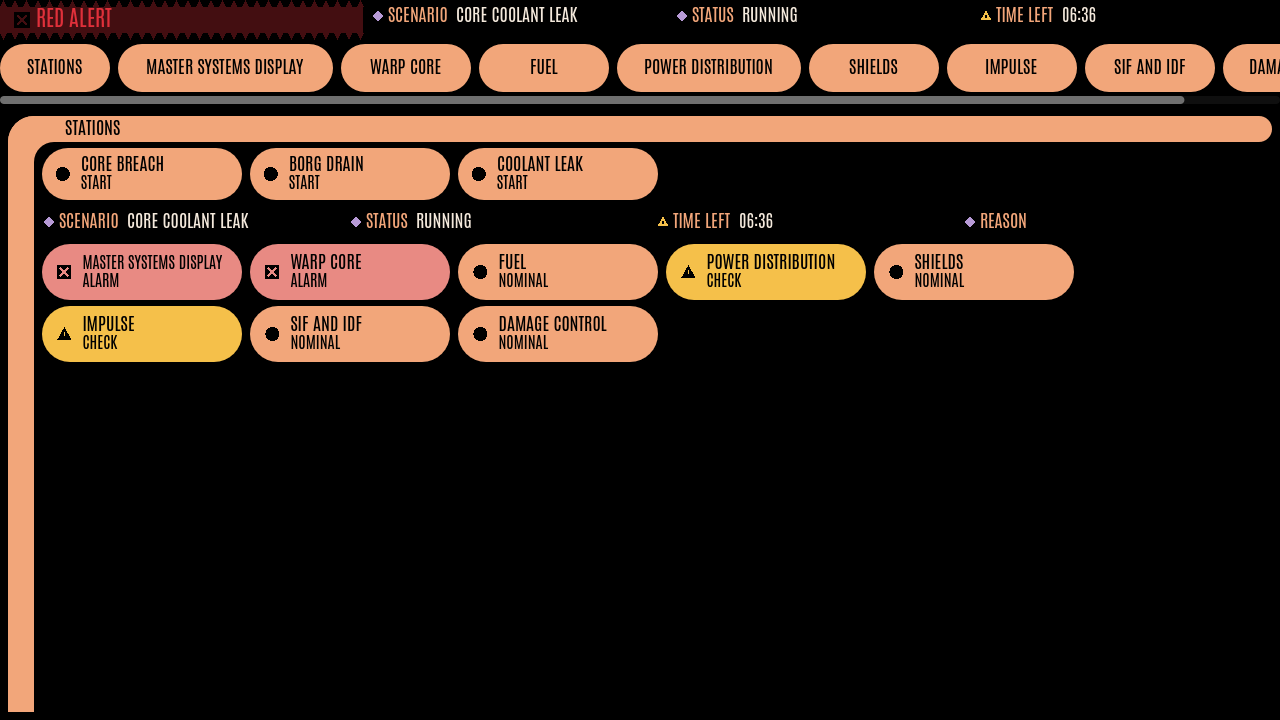 RED ALERT
SCENARIO CORE COOLANT LEAK
STATUS RUNNING
TIME LEFT 06:36
STATIONS
MASTER SYSTEMS DISPLAY
WARP CORE
FUEL
POWER DISTRIBUTION
SHIELDS
IMPULSE
SIF AND IDF
STATIONS
CORE BREACH
START
BORG DRAIN
START
COOLANT LEAK
START
SCENARIO CORE COOLANT LEAK
STATUS RUNNING
TIME LEFT 06:36
REASON
MASTER SYSTEMS DISPLAY
ALARM
WARP CORE
ALARM
FUEL
NOMINAL
POWER DISTRIBUTION
CHECK
SHIELDS
NOMINAL
IMPULSE
CHECK
SIF AND IDF
NOMINAL
DAMAGE CONTROL
NOMINAL